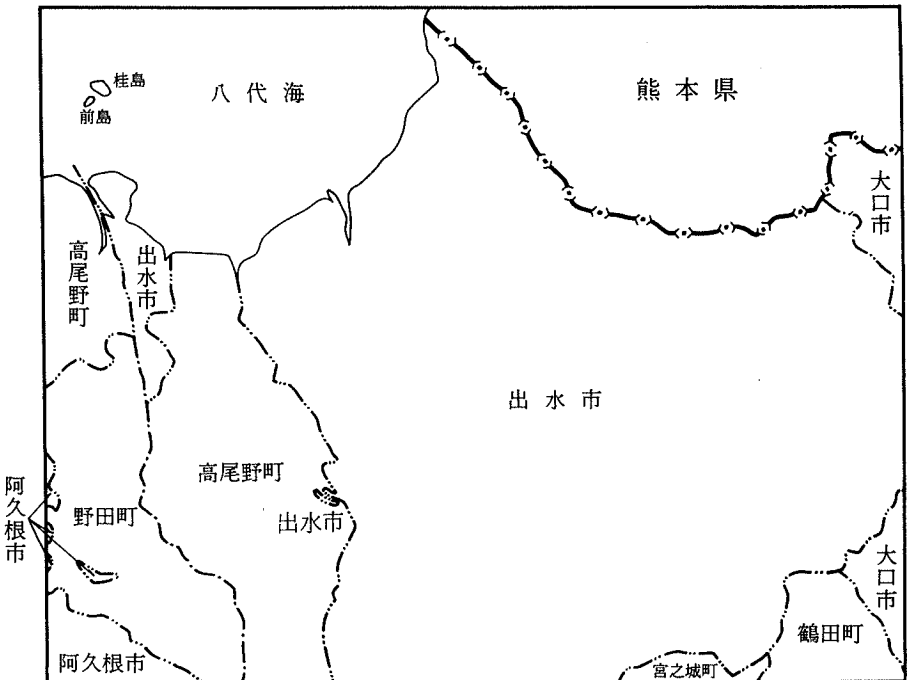 桂島
前島
八代海
熊本県
大口市
高尾野町
出水市
出水市
高尾野町
出水市
阿久根市
野田町
大口市
鶴田町
阿久根市
宮之城町